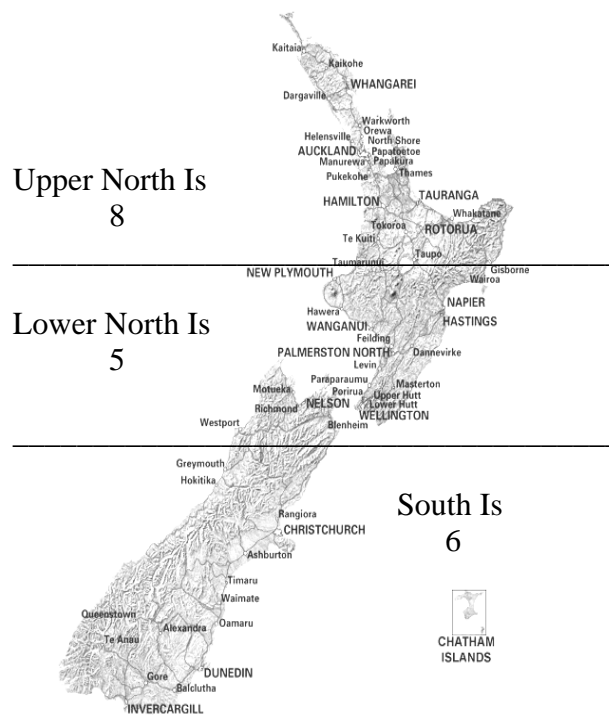 Kaitaia
Kaikohe
WHANGAREI
Dargaville
Warkworth
Orewa
Helensville
North Shore
AUCKLAND
Papatoetoe
Manurewa
Papakura
Thames
Pukekohe
Upper North Is
8
TAURANGA
HAMILTON
Whakatane
Tokoroa
ROTORUA
Te Kuiti
Taupo
Taumarunui
Gisborne
NEW PLYMOUTH
Wairoa
NAPIER
Hawera
HASTINGS
WANGANUI
Lower North Is
5
Feilding
PALMERSTON NORTH
Dannevirke
Levin
Paraparaumu
Masterton
Motueka
Porirua
Upper Hutt
Richmond
NELSON
Lower Hutt
WELLINGTON
Westport
Blenheim
Greymouth
Hokitika
South Is
6
Rangiora
CHRISTCHURCH
Ashburton
Timaru
Waimate
Queenstown
Oamaru
Alexandra
Te Anau
CHATHAM
ISLANDS
DUNEDIN
Gore
Balclutha
INVERCARGILL